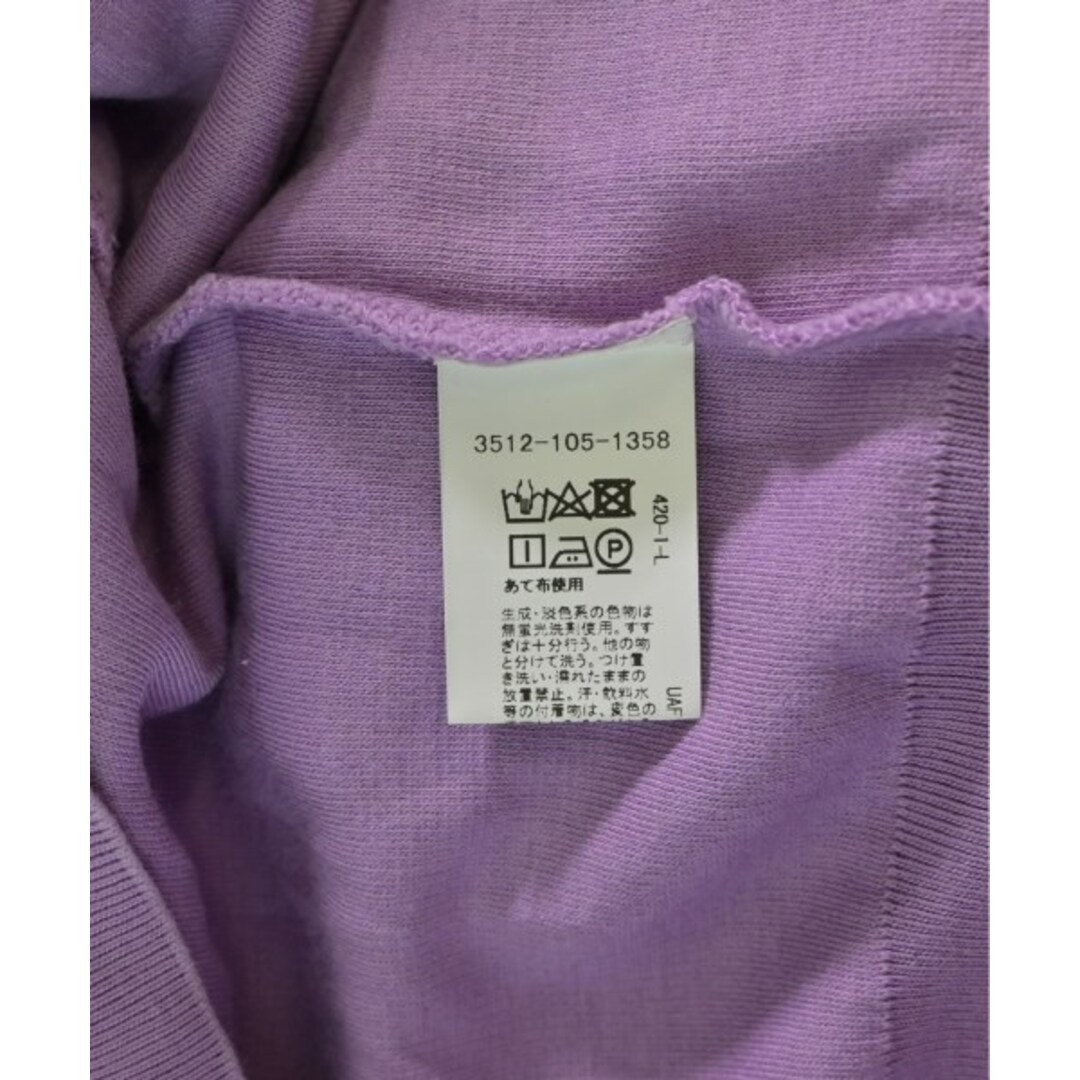 3512-105-1358
420-1-L
P
あて布使用
生成・淡色系の色物は
無蛍光洗剤使用。すす
ぎは十分行う。他の物
と分けて洗う。つけ置
き洗い・濡れたままの
放置禁止。汗・飲料水
等の付着物は、変色の
UAF